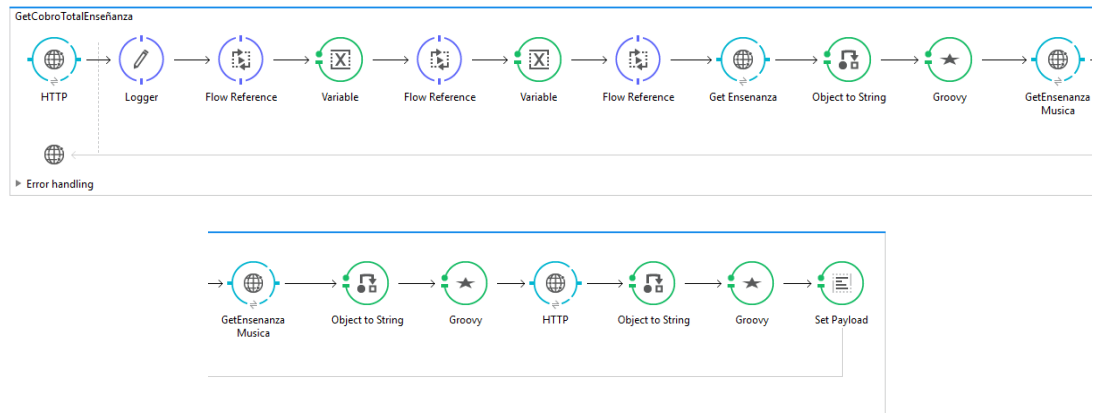 GetCobroTotalEnseñanza
HTTP
Logger
Flow Reference
Variable
Flow Reference
Variable
Flow Reference
Get Ensenanza
Object to String
Groovy
GetEnsenanza
Musica
Error handling
GetEnsenanza
Musica
Object to String
Groovy
HTTP
Object to String
Groovy
Set Payload